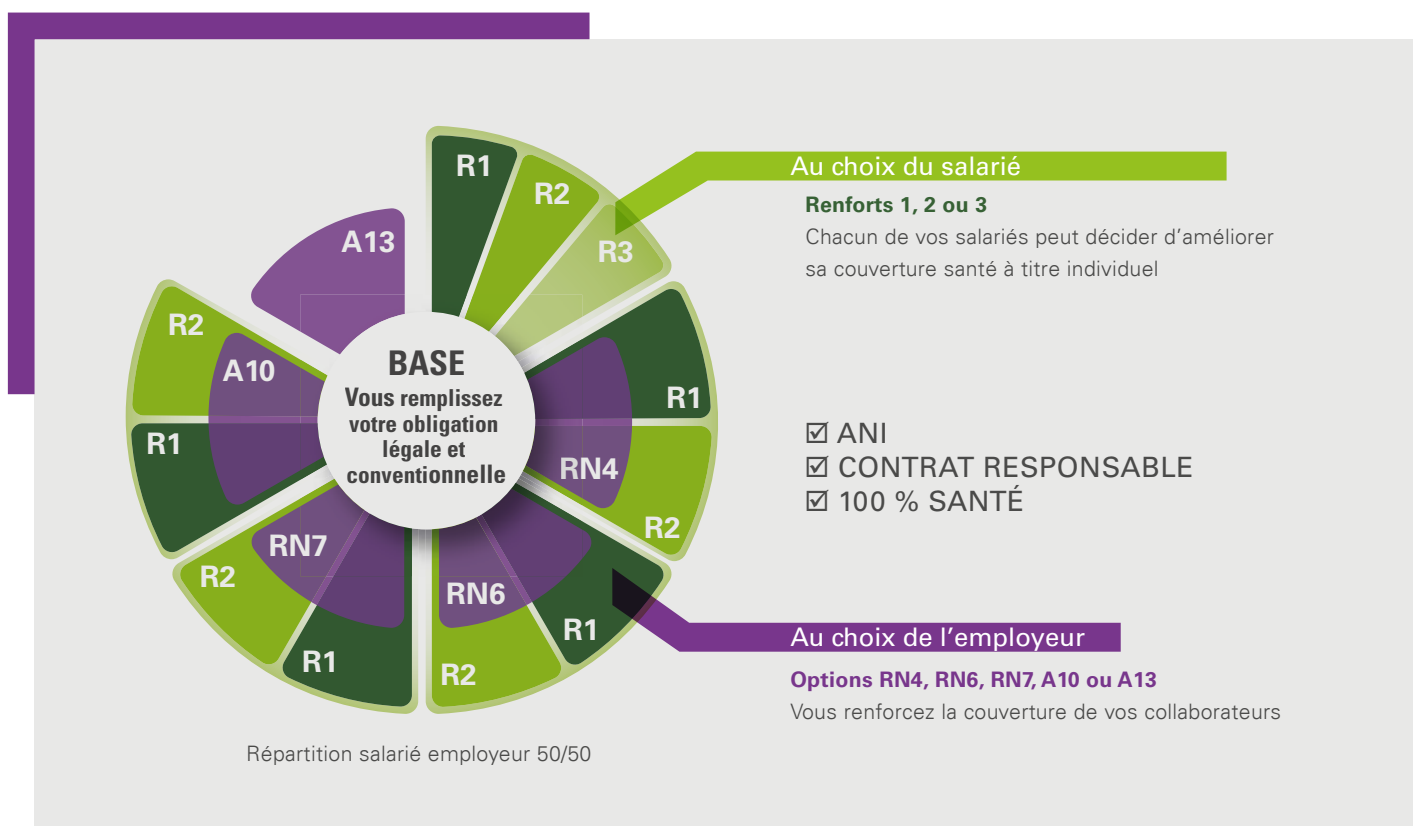 R1
R2
R3
A13
R2
A10
R1
R1
RN4
R2
RN7
R2
R1
RN6
R1
R2
BASE
Vous remplissez
votre obligation
légale et
conventionnelle
Répartition salarié employeur 50/50
Au choix du salarié
Renforts 1, 2 ou 3
Chacun de vos salariés peut décider d’améliorer
sa couverture santé à titre individuel
☑ ANI
☑ CONTRAT RESPONSABLE
☑ 100 % SANTÉ
Au choix de l’employeur
Options RN4, RN6, RN7, A10 ou A13
Vous renforcez la couverture de vos collaborateurs